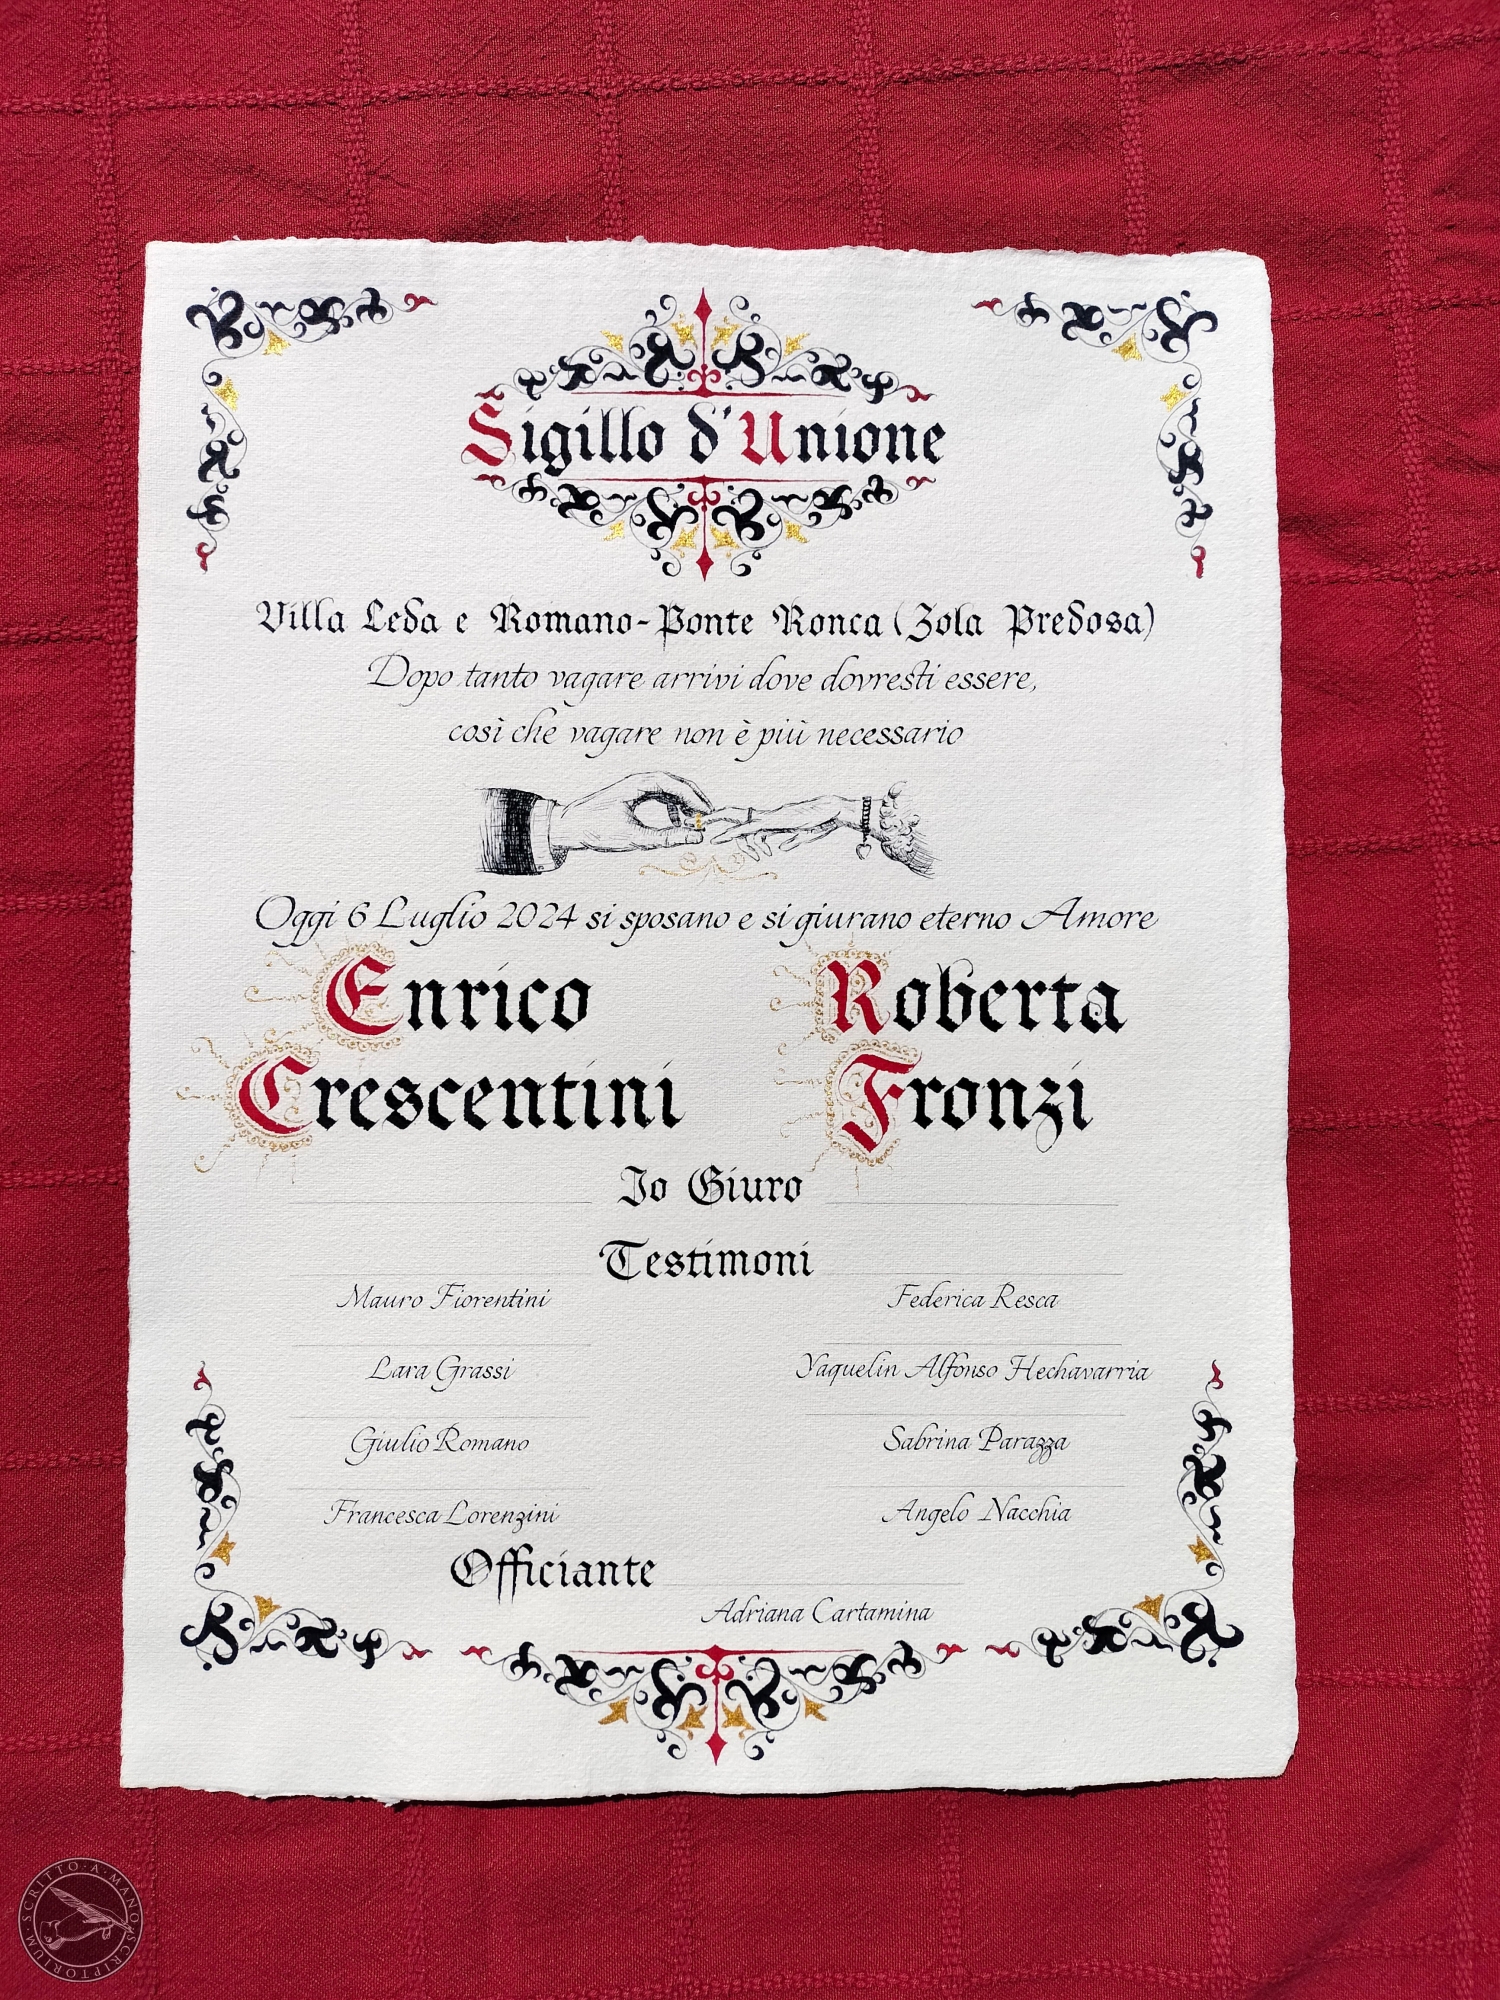 Sigillo d'Unione
Villa Leda e Romano-Ponte Ronca (Zola Predosa)
Dopo tanto vagare arrivi dove dovresti essere,
così che vagare non è più necessario
Oggi 6 Luglio 2024 si sposano e si giurano eterno Amore
Enrico Roberta
Crescentini Fronzi
Io Giuro
Testimoni
Mauro Fiorentini Federica Resca
Lara Grassi Yaquelin Alfonso Hechavarria
Giulio Romano Sabrina Parazza
Francesca Lorenzini Angelo Nacchia
Officiante
Adriana Cartamina
SCRITTO·A·MANO·SCRIPTORIUM·